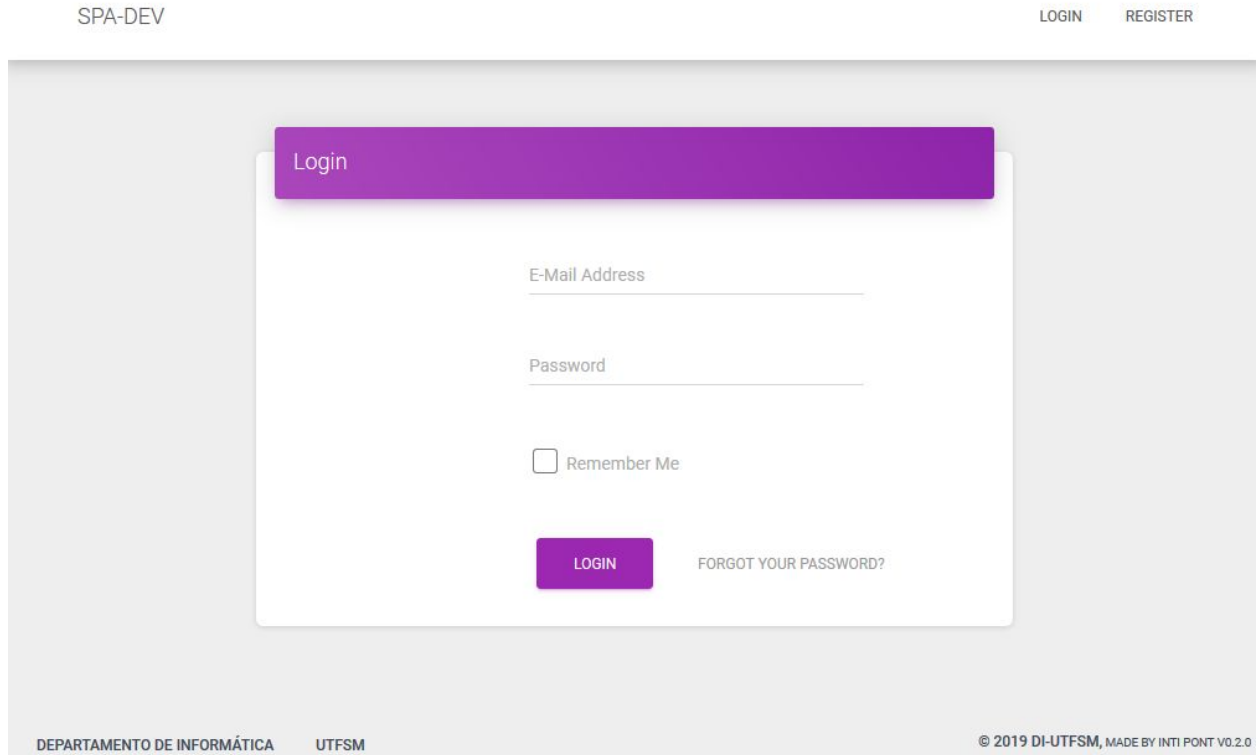 SPA-DEV LOGIN REGISTER
Login
E-Mail Address
Password
Remember Me
LOGIN FORGOT YOUR PASSWORD?
DEPARTAMENTO DE INFORMÁTICA UTFSM © 2019 DI-UTFSM, MADE BY INTI PONT V0.2.0